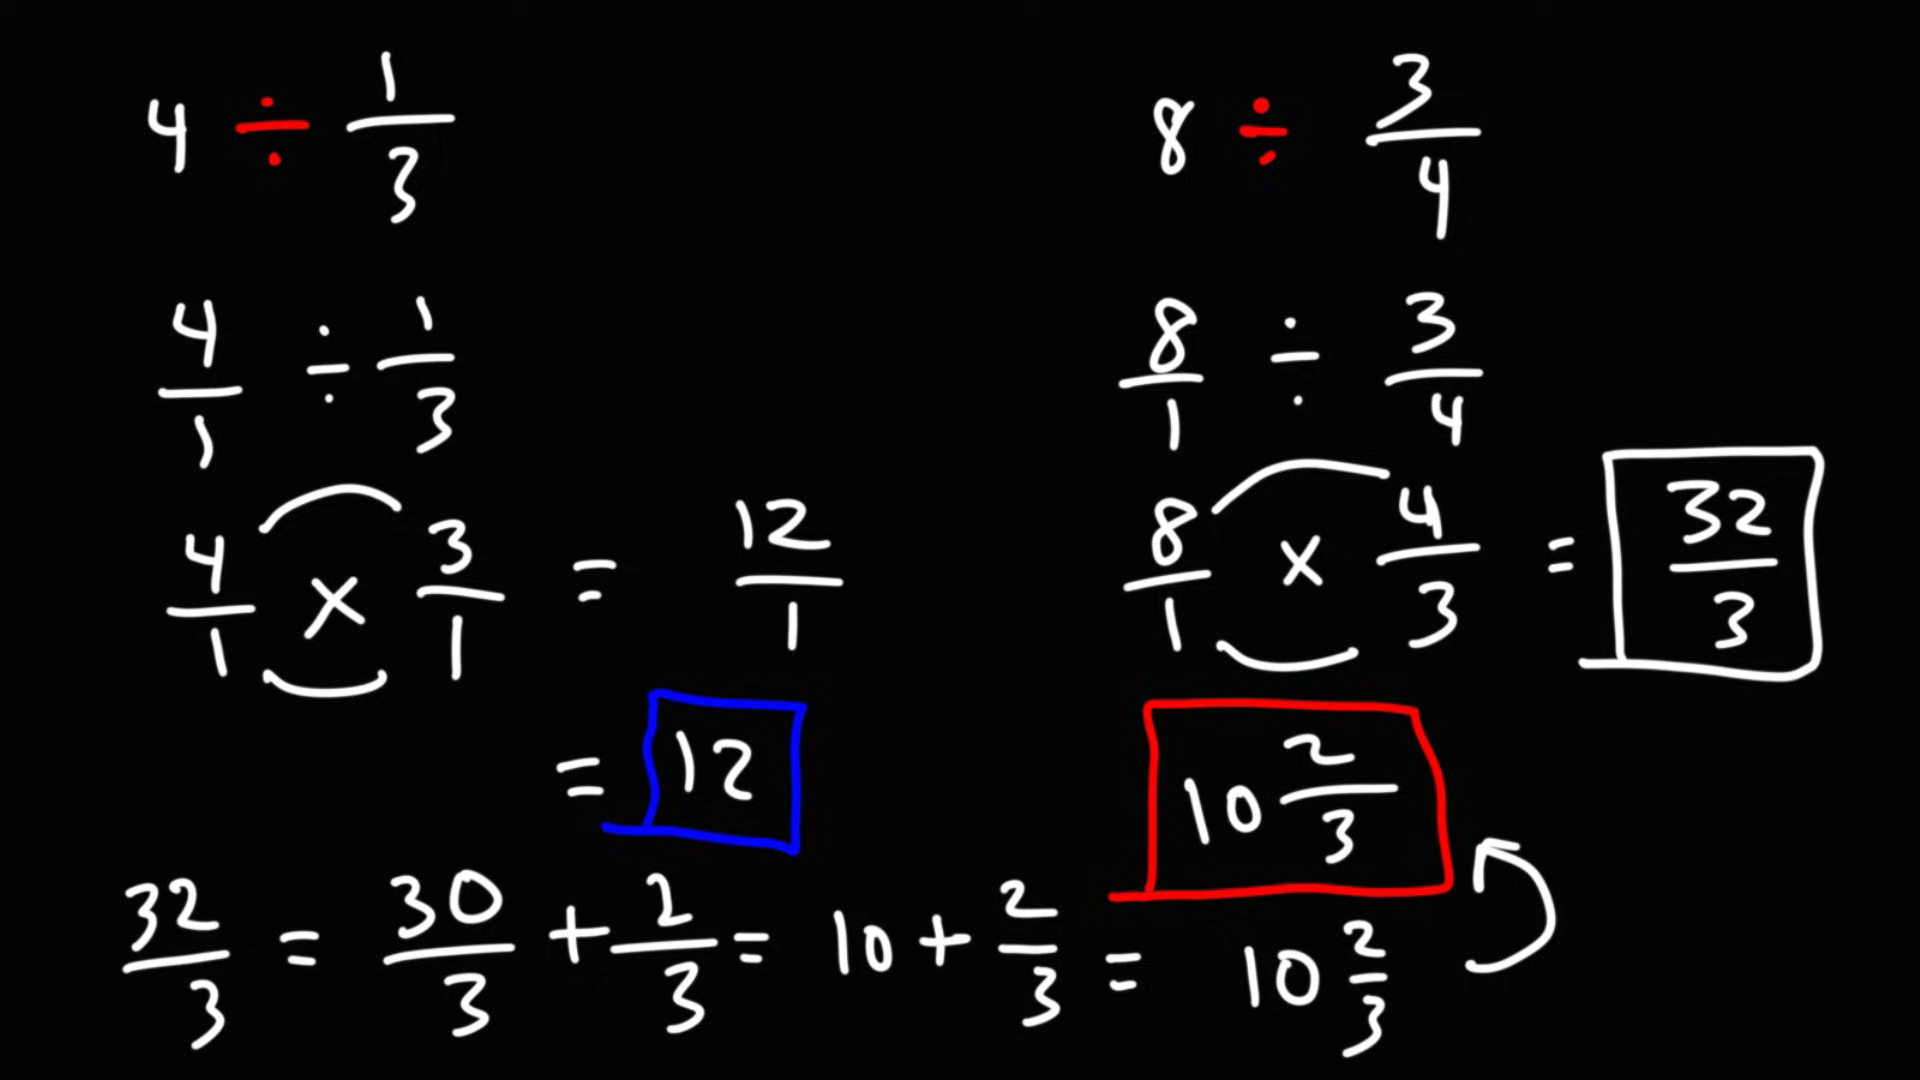 4 ÷ 1/3
4/1 ÷ 1/3
4/1 × 3/1 = 12/1
= 12
8 ÷ 3/4
8/1 ÷ 3/4
8/1 × 4/3 = 32/3
10 2/3
32/3 = 30/3 + 2/3 = 10 + 2/3 = 10 2/3